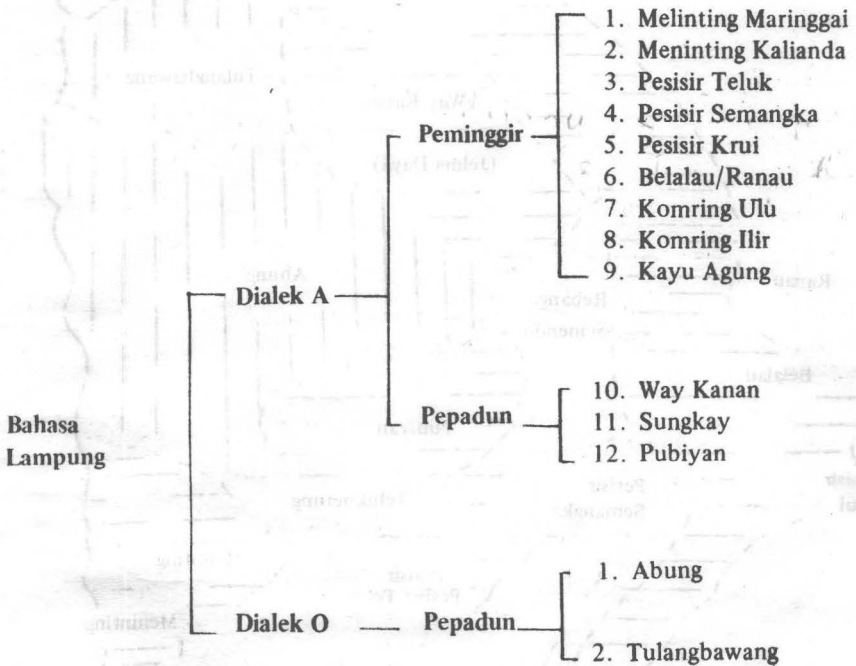 1. Melinting Maringgai
2. Meninting Kalianda
3. Pesisir Teluk
4. Pesisir Semangka
Peminggir
5. Pesisir Krui
6. Belalau/Ranau
7. Komring Ulu
8. Komring Ilir
9. Kayu Agung
Dialek A
10. Way Kanan
Pepadun
11. Sungkay
12. Pubiyan
Bahasa
Lampung
1. Abung
Dialek O
Pepadun
2. Tulangbawang